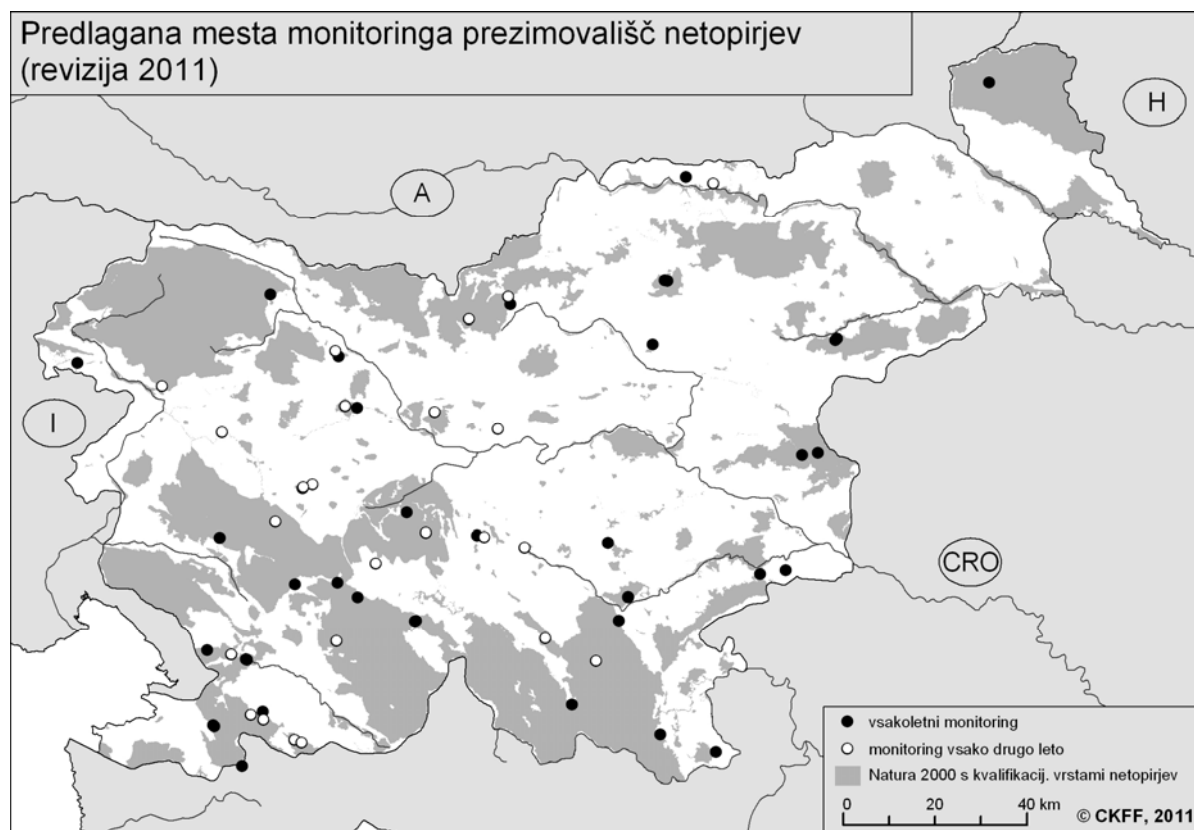 Predlagana mesta monitoringa prezimovališč netopirjev
(revizija 2011)
H
A
I
CRO
vsakoletni monitoring
monitoring vsako drugo leto
Natura 2000 s kvalifikacij. vrstami netopirjev
0 20 40 km
© CKFF, 2011